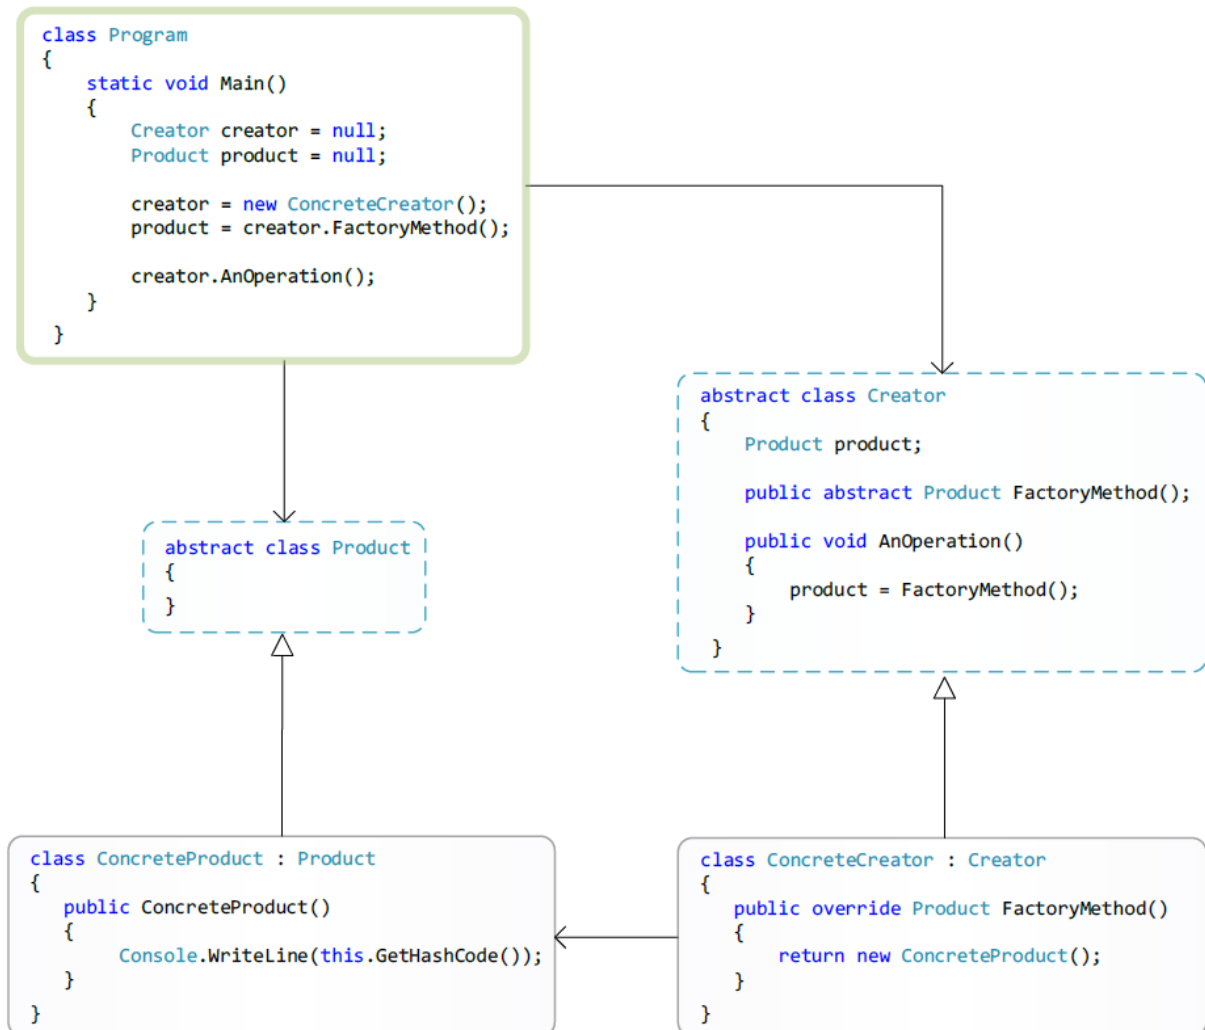 class Program
{
    static void Main()
    {
        Creator creator = null;
        Product product = null;

        creator = new ConcreteCreator();
        product = creator.FactoryMethod();

        creator.AnOperation();
    }
}
abstract class Creator
{
    Product product;

    public abstract Product FactoryMethod();

    public void AnOperation()
    {
        product = FactoryMethod();
    }
}
abstract class Product
{
}
class ConcreteProduct : Product
{
    public ConcreteProduct()
    {
        Console.WriteLine(this.GetHashCode());
    }
}
class ConcreteCreator : Creator
{
    public override Product FactoryMethod()
    {
        return new ConcreteProduct();
    }
}